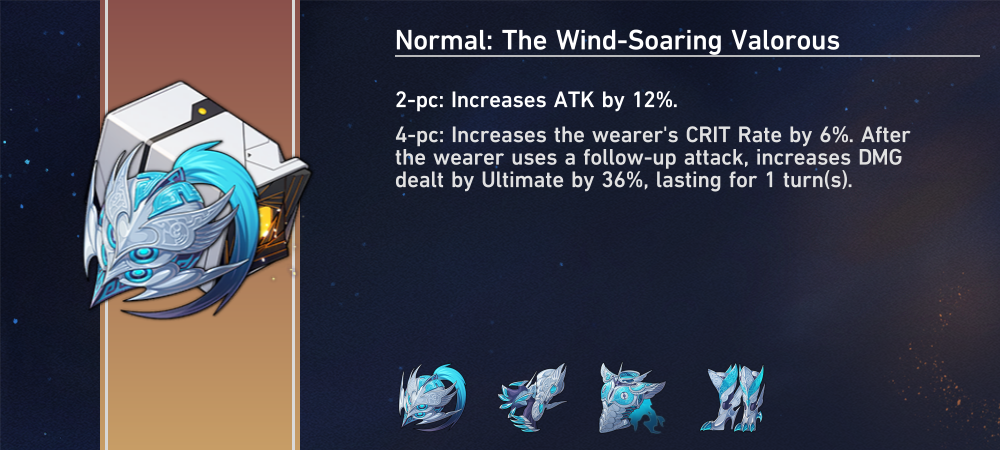 Normal: The Wind-Soaring Valorous
2-pc: Increases ATK by 12%.
4-pc: Increases the wearer's CRIT Rate by 6%. After
the wearer uses a follow-up attack, increases DMG
dealt by Ultimate by 36%, lasting for 1 turn(s).